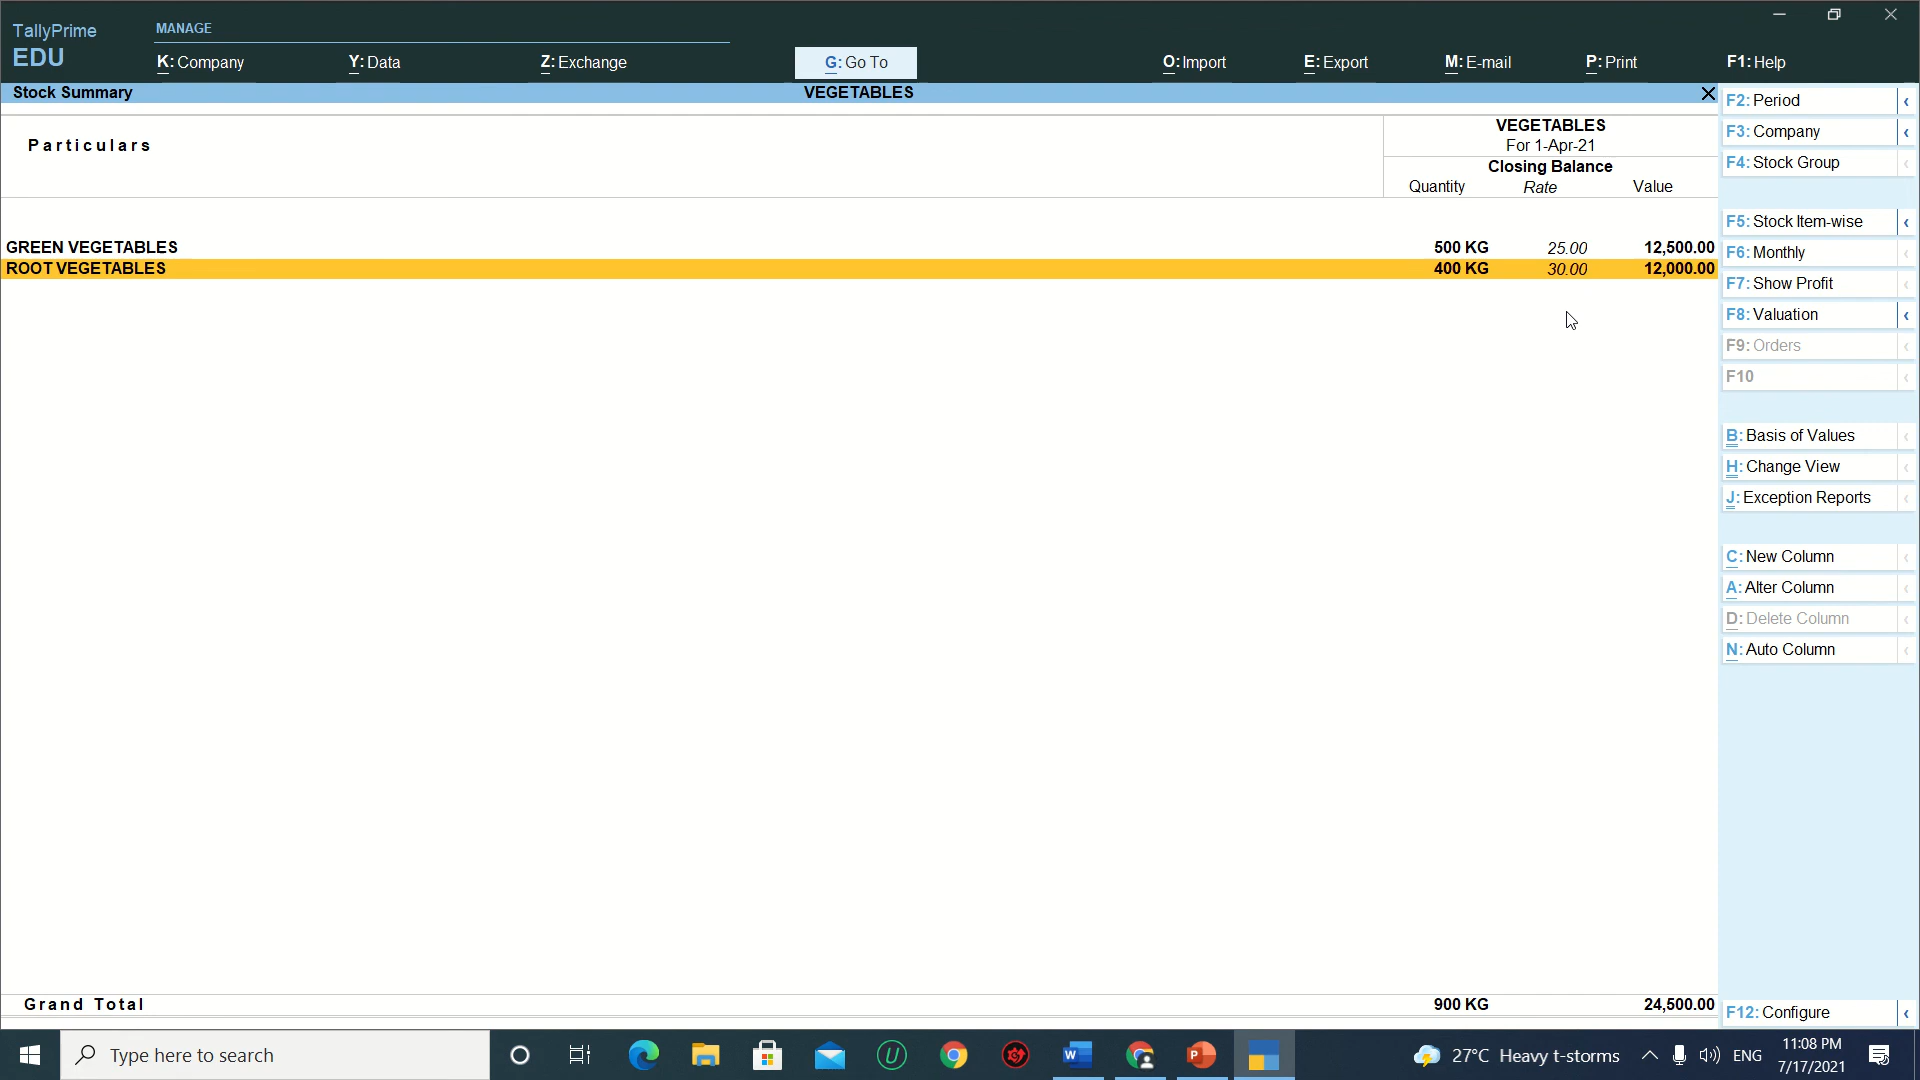 TallyPrime
EDU
MANAGE
K: Company
Y: Data
Z: Exchange
G: Go To
O: Import
E: Export
M: E-mail
P: Print
F1: Help
Stock Summary
VEGETABLES
Particulars
VEGETABLES
For 1-Apr-21
Closing Balance
Quantity Rate Value
GREEN VEGETABLES 500 KG 25.00 12,500.00
ROOT VEGETABLES 400 KG 30.00 12,000.00
Grand Total 900 KG 24,500.00
F2: Period
F3: Company
F4: Stock Group
F5: Stock Item-wise
F6: Monthly
F7: Show Profit
F8: Valuation
F9: Orders
F10
B: Basis of Values
H: Change View
J: Exception Reports
C: New Column
A: Alter Column
D: Delete Column
N: Auto Column
F12: Configure
Type here to search
27°C Heavy t-storms
ENG
11:08 PM
7/17/2021